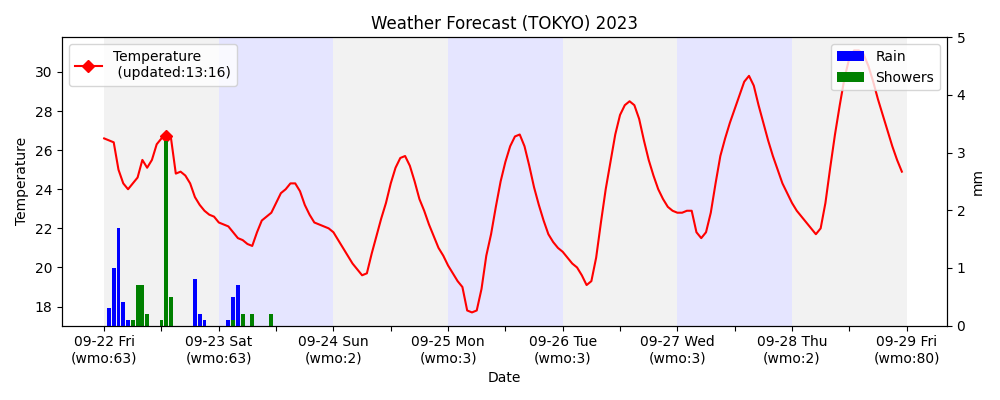 Weather Forecast (TOKYO) 2023
Temperature
(updated:13:16)
Rain
Showers
Temperature
30
28
26
24
22
20
18
5
4
3
2
1
0
mm
09-22 Fri
(wmo:63)
09-23 Sat
(wmo:63)
09-24 Sun
(wmo:2)
09-25 Mon
(wmo:3)
09-26 Tue
(wmo:3)
09-27 Wed
(wmo:3)
09-28 Thu
(wmo:2)
09-29 Fri
(wmo:80)
Date